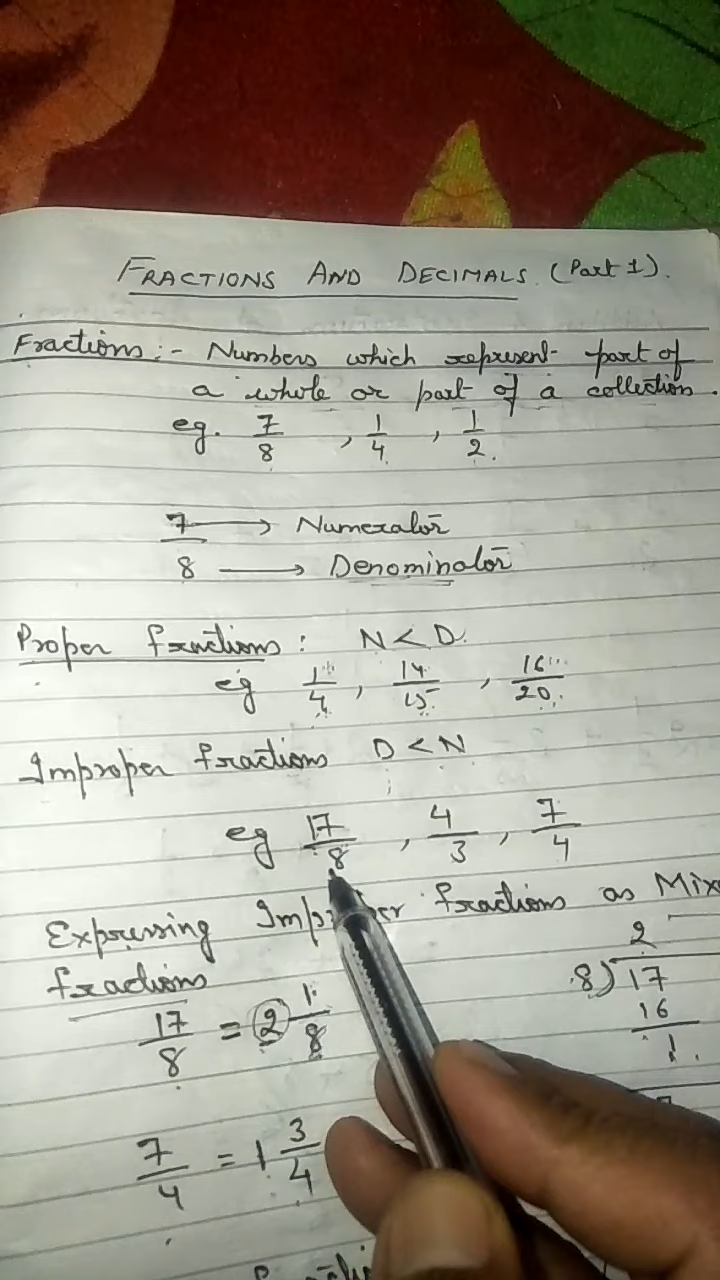 FRACTIONS AND DECIMALS. (Part 1).
Fractions:- Numbers which represent part of
a whole or part of a collection.
eg. 7/8, 1/4, 1/2.
7 → Numerator
8 → Denominator
Proper fractions: N<D.
eg 1/4, 14/15, 16/20.
Improper fractions D<N
eg 17/8, 4/3, 7/4
Expressing Improper fractions as
fractions
17/8 = 2 1/8
2
8)17
16
1.
7/4 = 1 3/4